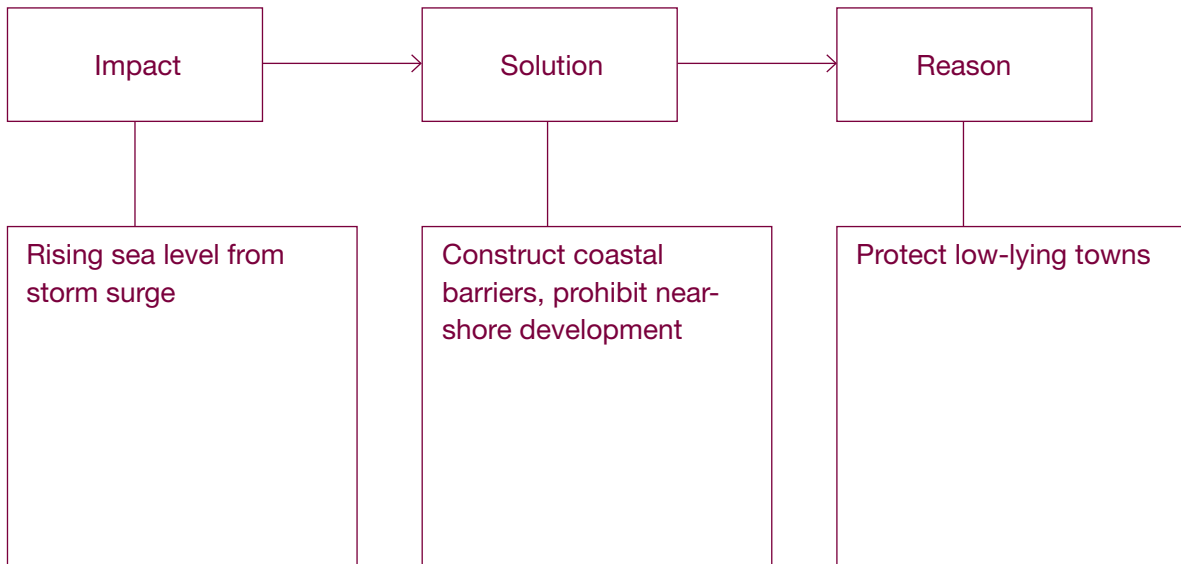 Impact
Solution
Reason
Rising sea level from
storm surge
Construct coastal
barriers, prohibit near-
shore development
Protect low-lying towns